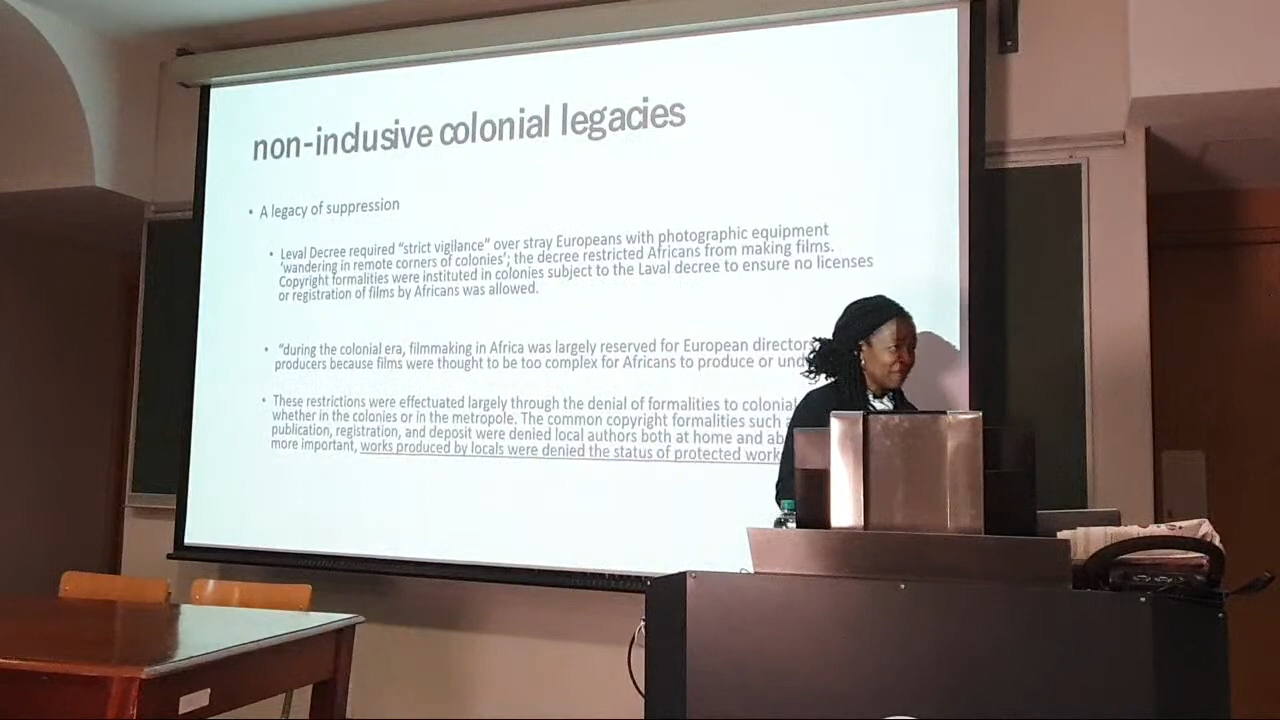 non-inclusive colonial legacies
• A legacy of suppression
• Leval Decree required “strict vigilance” over stray Europeans with photographic equipment
‘wandering in remote corners of colonies’; the decree restricted Africans from making films.
Copyright formalities were instituted in colonies subject to the Laval decree to ensure no licenses
or registration of films by Africans was allowed.
• “during the colonial era, filmmaking in Africa was largely reserved for European directors
producers because films were thought to be too complex for Africans to produce or
• These restrictions were effectuated largely through the denial of formalities to colonial
whether in the colonies or in the metropole. The common copyright formalities such
publication, registration, and deposit were denied local authors both at home and
more important, works produced by locals were denied the status of protected